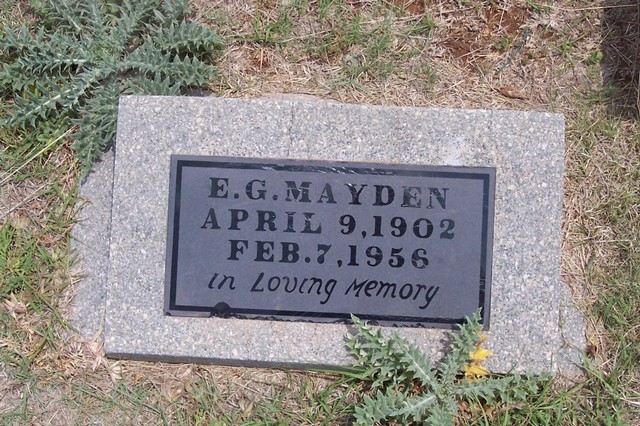 E.G.MAYDEN
APRIL 9,1902
FEB.7,1956
in Loving Memory